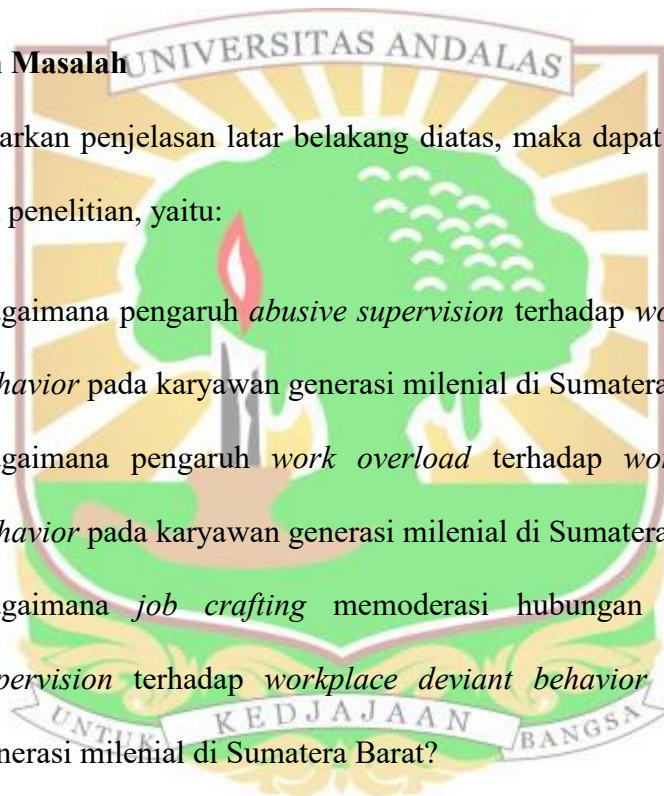 UNIVERSITAS ANDALAS
n Masalah
arkan penjelasan latar belakang diatas, maka dapat
penelitian, yaitu:
gaimana pengaruh abusive supervision terhadap wo
havior pada karyawan generasi milenial di Sumatera
gaimana pengaruh work overload terhadap wor
havior pada karyawan generasi milenial di Sumatera
gaimana job crafting memoderasi hubungan
pervision terhadap workplace deviant behavior
nerasi milenial di Sumatera Barat?
UNTUK KEDJAJAAN BANGSA